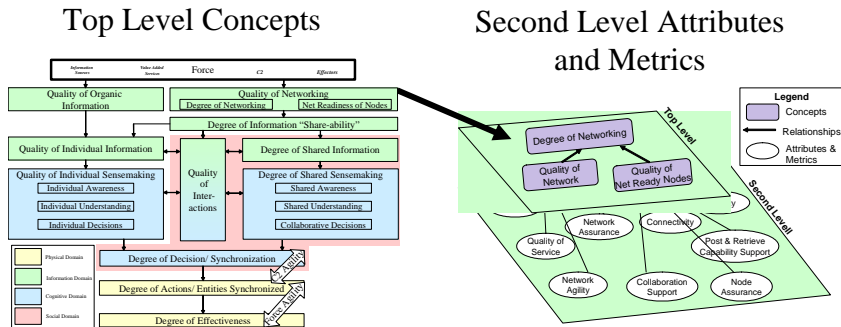 Top Level Concepts
Second Level Attributes
and Metrics
Information
Sources
Value Added
Services
Force
C2
Effectors
Quality of Organic
Information
Quality of Networking
Degree of Networking
Net Readiness of Nodes
Degree of Information "Share-ability"
Quality of Individual Information
Degree of Shared Information
Quality of Individual Sensemaking
Individual Awareness
Individual Understanding
Individual Decisions
Quality
of
Inter-
actions
Degree of Shared Sensemaking
Shared Awareness
Shared Understanding
Collaborative Decisions
Physical Domain
Information Domain
Cognitive Domain
Social Domain
Degree of Decision/ Synchronization
C2 Agility
Degree of Actions/ Entities Synchronized
Force Agility
Degree of Effectiveness
Legend
Concepts
Relationships
Attributes &
Metrics
Top Level
Degree of Networking
Quality of
Network
Quality of
Net Ready Nodes
Second Levell
Network
Assurance
Connectivity
Quality of
Service
Post & Retrieve
Capability Support
Network
Agility
Collaboration
Support
Node
Assurance